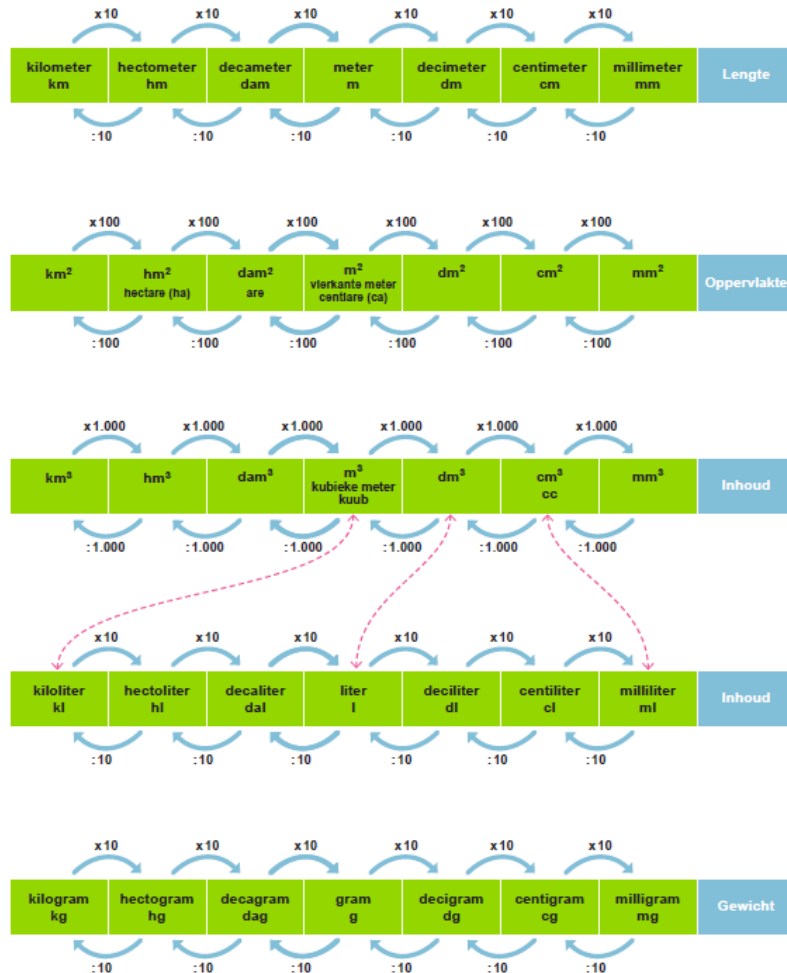 x10 x10 x10 x10 x10 x10
kilometer hectometer decameter meter decimeter centimeter millimeter Lengte
km hm dam m dm cm mm
:10 :10 :10 :10 :10 :10
x100 x100 x100 x100 x100 x100
km² hm² dam² m² dm² cm² mm² Oppervlakte
hectare (ha) are vierkante meter
centiare (ca)
:100 :100 :100 :100 :100 :100
x1.000 x1.000 x1.000 x1.000 x1.000 x1.000
km³ hm³ dam³ m³ dm³ cm³ mm³ Inhoud
kubieke meter cc
kuub
:1.000 :1.000 :1.000 :1.000 :1.000 :1.000
x10 x10 x10 x10 x10 x10
kiloliter hectoliter decaliter liter deciliter centiliter milliliter Inhoud
kl hl dal l dl cl ml
:10 :10 :10 :10 :10 :10
x10 x10 x10 x10 x10 x10
kilogram hectogram decagram gram decigram centigram milligram Gewicht
kg hg dag g dg cg mg
:10 :10 :10 :10 :10 :10